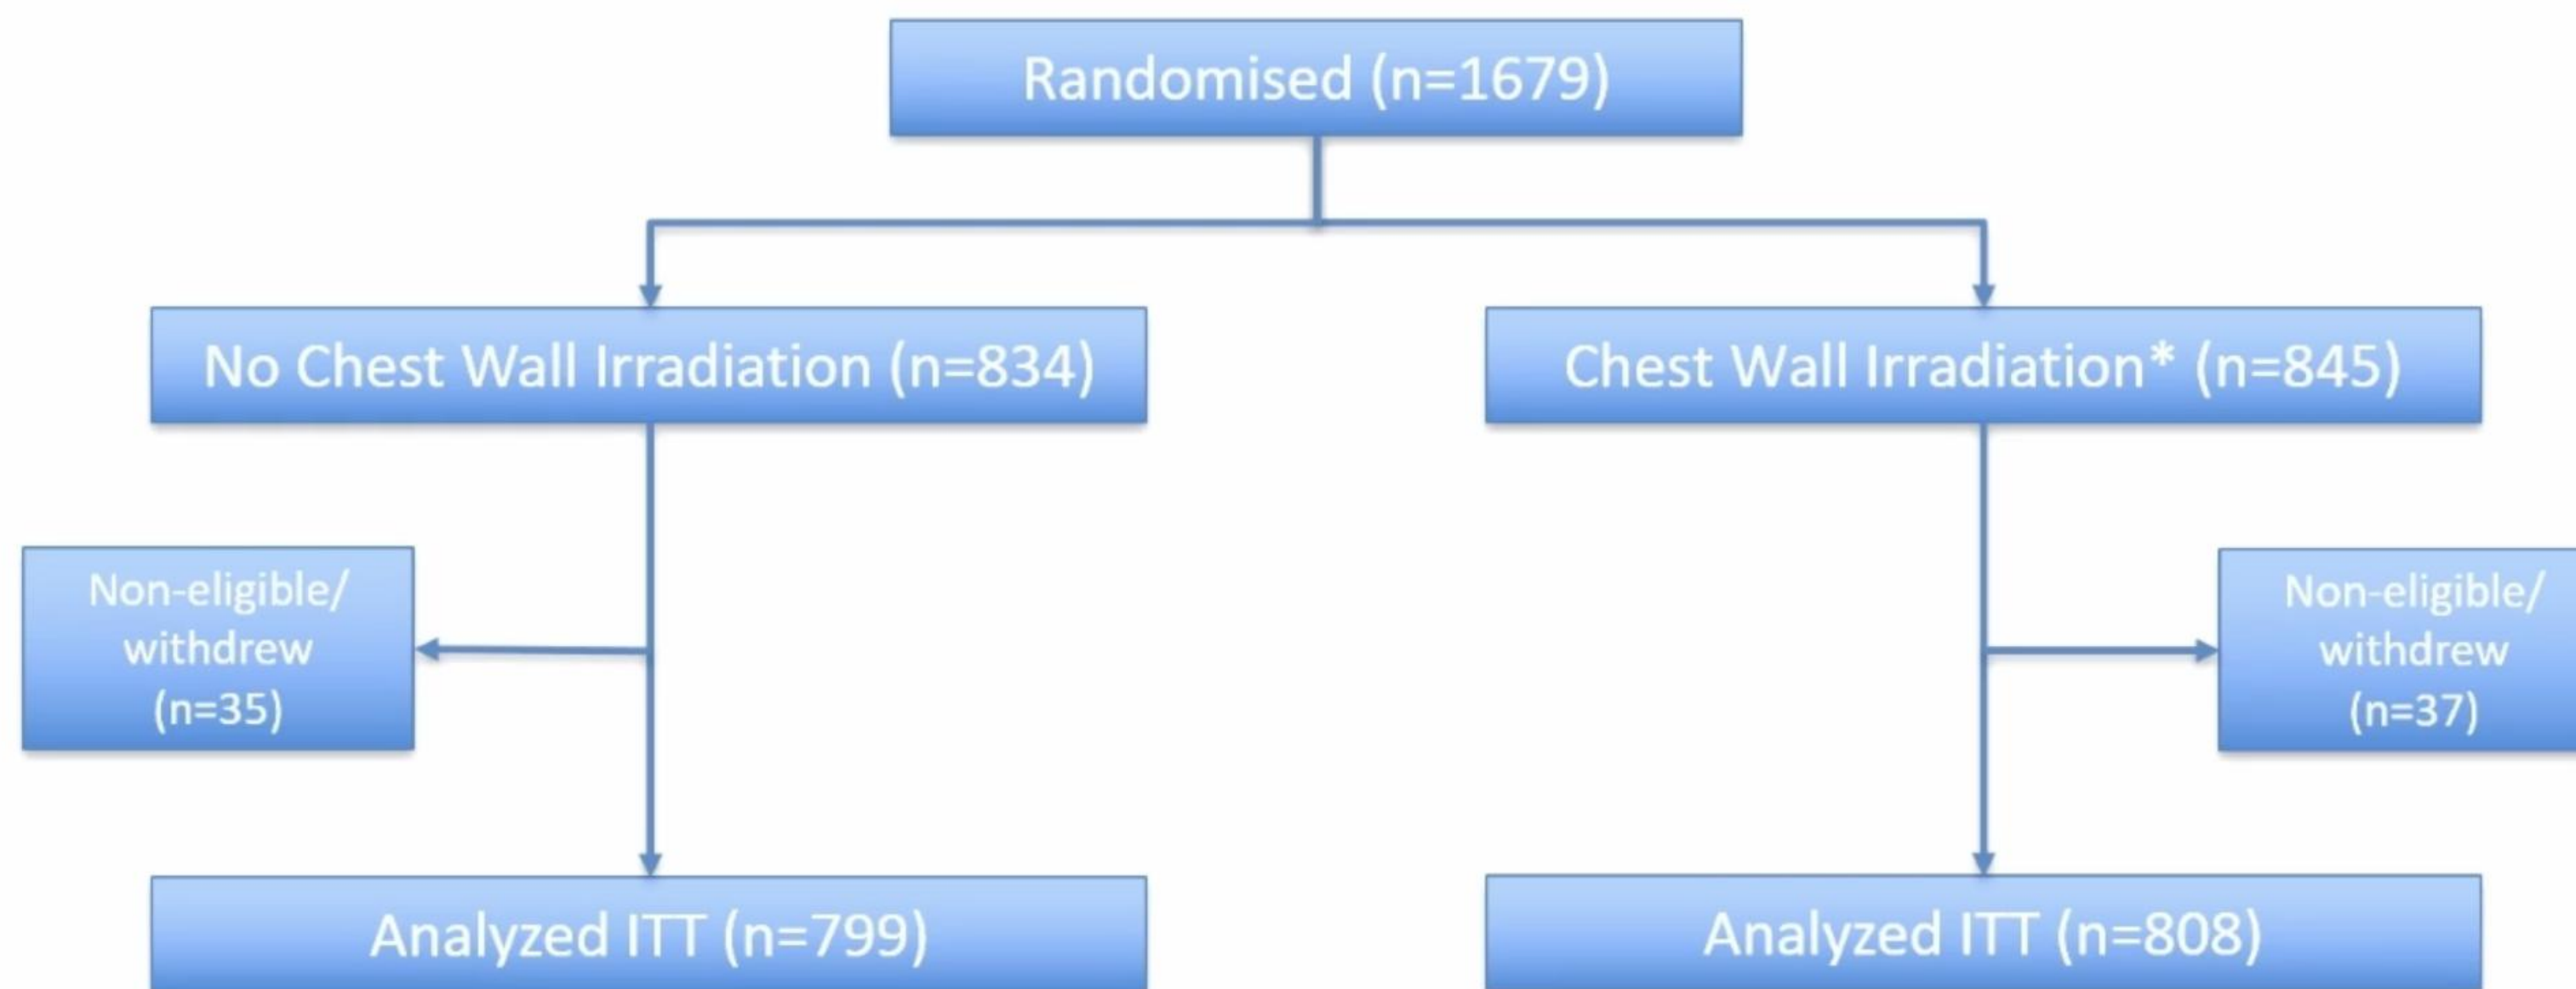 Randomised (n=1679)
No Chest Wall Irradiation (n=834)
Chest Wall Irradiation* (n=845)
Non-eligible/
withdrew
(n=35)
Non-eligible/
withdrew
(n=37)
Analyzed ITT (n=799)
Analyzed ITT (n=808)